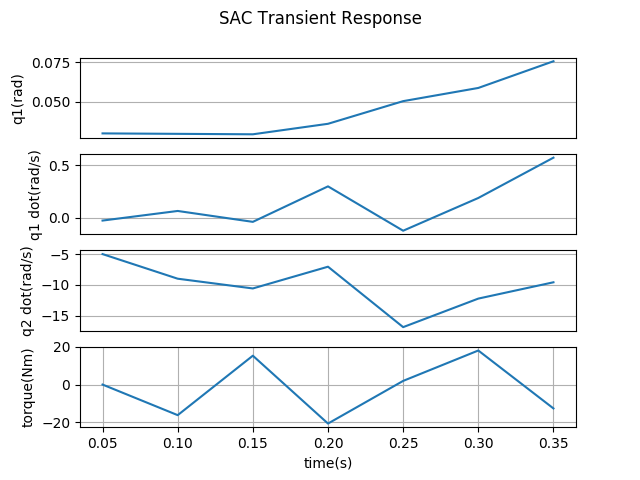 SAC Transient Response
q1(rad)
0.075
0.050
q1 dot(rad/s)
0.5
0.0
q2 dot(rad/s)
−5
−10
−15
torque(Nm)
20
0
−20
0.05 0.10 0.15 0.20 0.25 0.30 0.35
time(s)